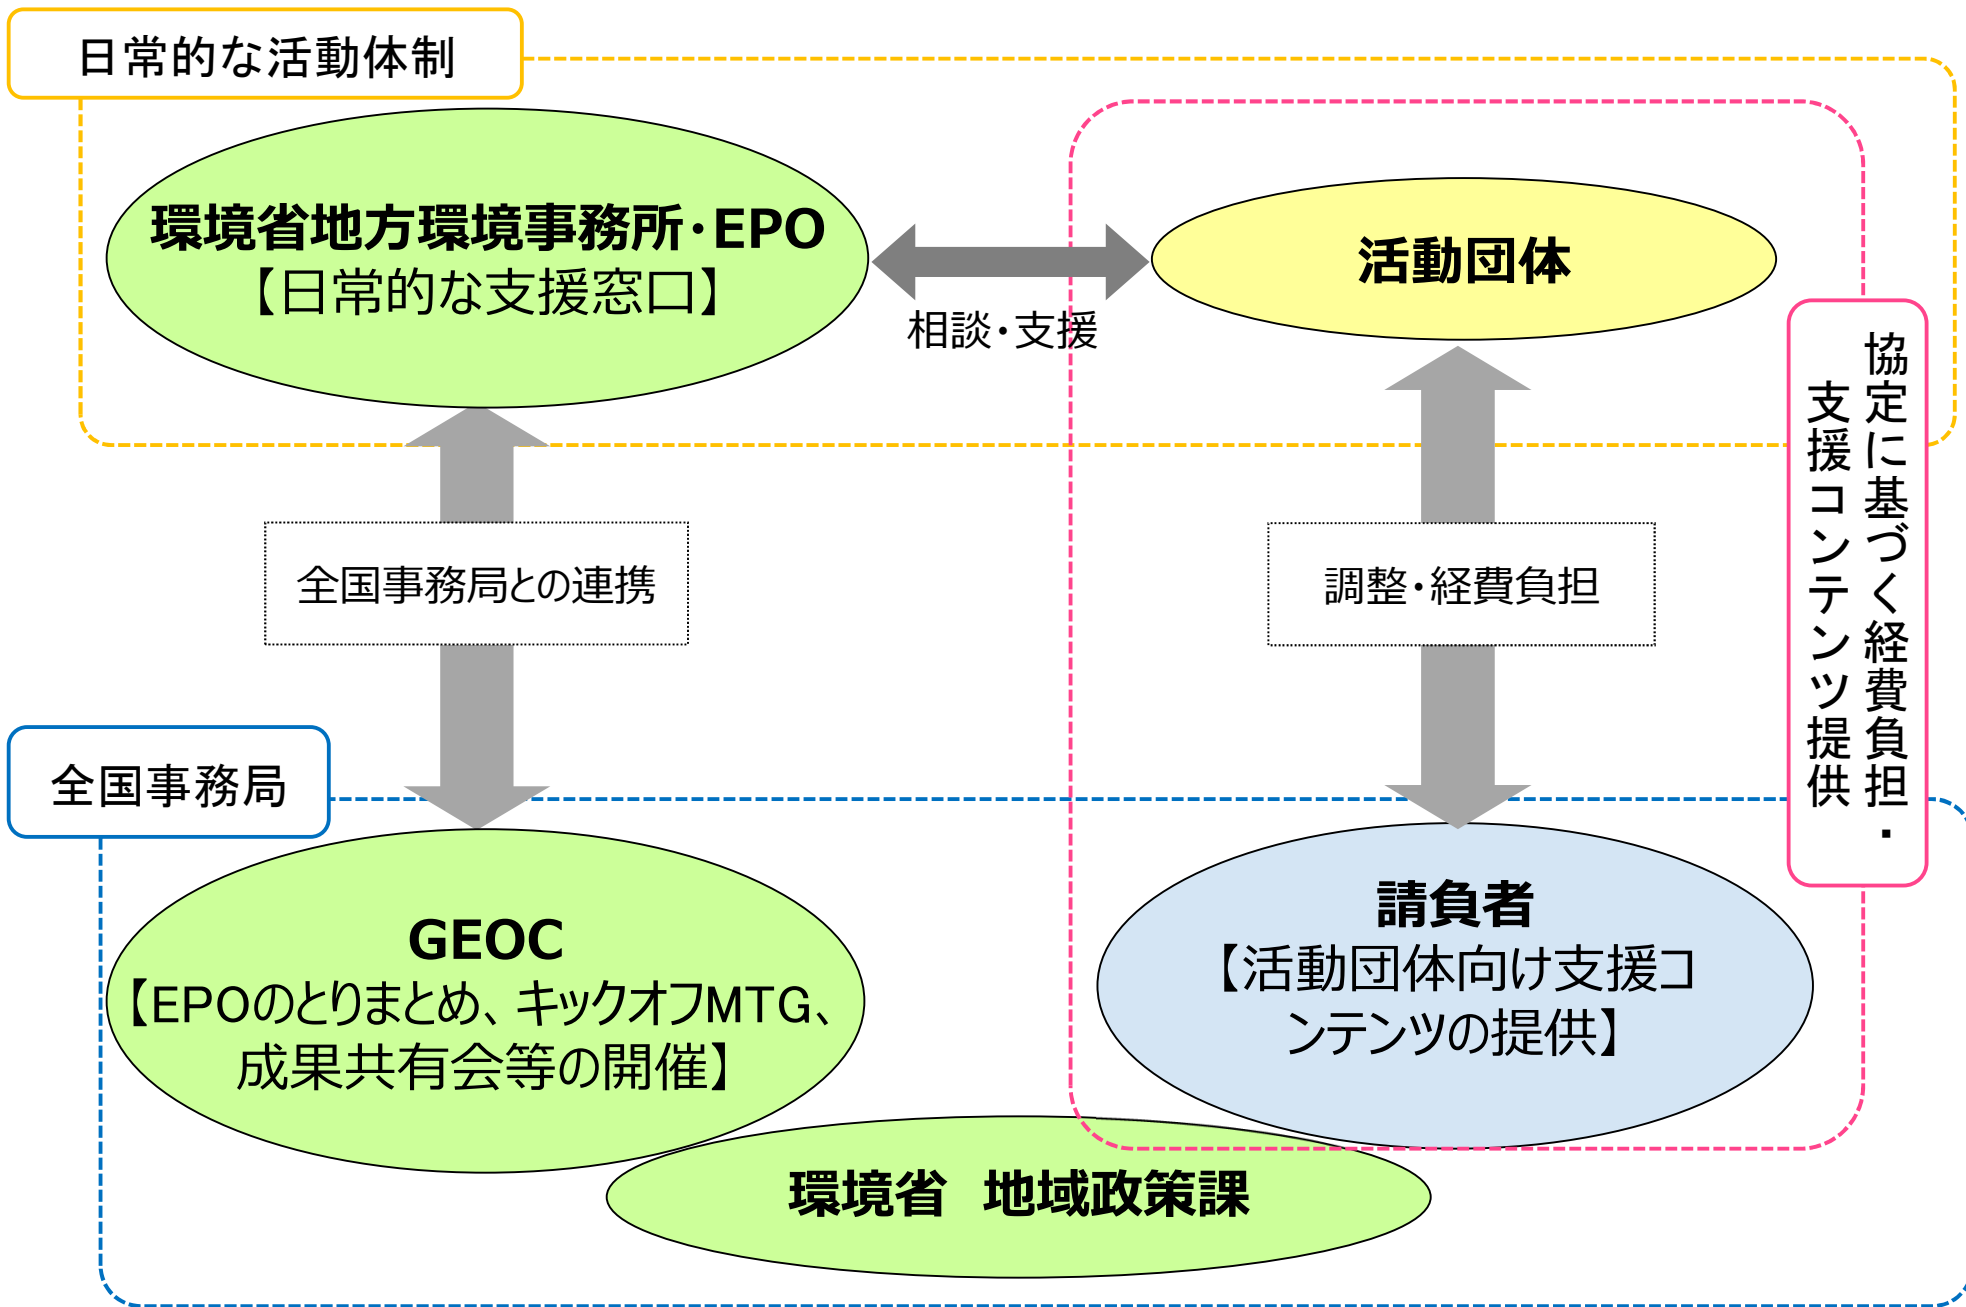 日常的な活動体制
環境省地方環境事務所・EPO
【日常的な支援窓口】
相談・支援
活動団体
協定に基づく経費負担・
支援コンテンツ提供
全国事務局との連携
調整・経費負担
全国事務局
GEOC
【EPOのとりまとめ、キックオフMTG、
成果共有会等の開催】
請負者
【活動団体向け支援コ
ンテンツの提供】
環境省　地域政策課